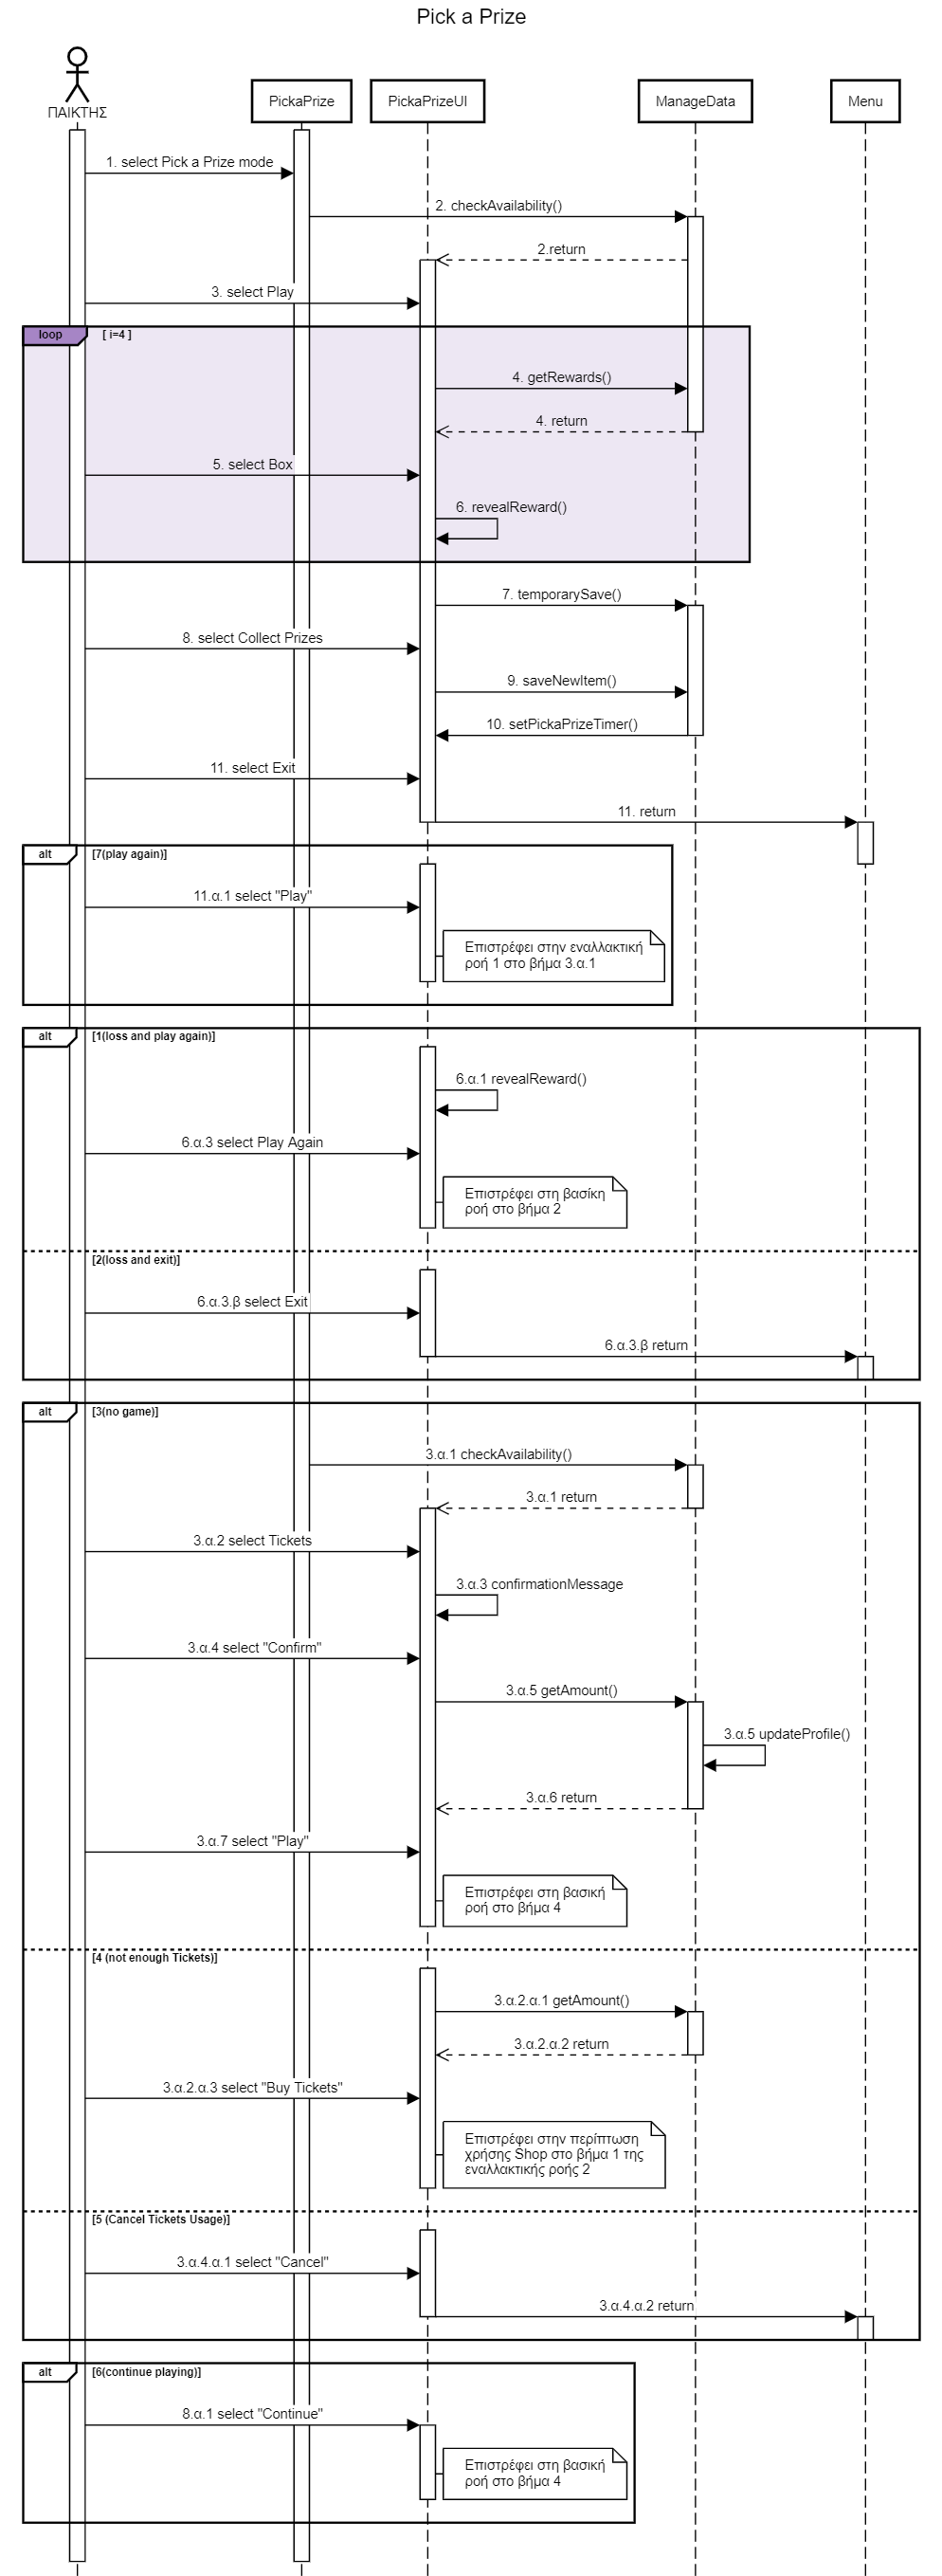 Pick a Prize
ΠΑΙΚΤΗΣ
PickaPrize
PickaPrizeUI
ManageData
Menu
1. select Pick a Prize mode
2. checkAvailability()
2.return
3. select Play
loop
[ i=4 ]
4. getRewards()
4. return
5. select Box
6. revealReward()
7. temporarySave()
8. select Collect Prizes
9. saveNewItem()
10. setPickaPrizeTimer()
11. select Exit
11. return
alt
[7(play again)]
11.α.1 select "Play"
Επιστρέφει στην εναλλακτική
ροή 1 στο βήμα 3.α.1
alt
[1(loss and play again)]
6.α.1 revealReward()
6.α.3 select Play Again
Επιστρέφει στη βασίκη
ροή στο βήμα 2
[2(loss and exit)]
6.α.3.β select Exit
6.α.3.β return
alt
[3(no game)]
3.α.1 checkAvailability()
3.α.1 return
3.α.2 select Tickets
3.α.3 confirmationMessage
3.α.4 select "Confirm"
3.α.5 getAmount()
3.α.5 updateProfile()
3.α.6 return
3.α.7 select "Play"
Επιστρέφει στη βασική
ροή στο βήμα 4
[4 (not enough Tickets)]
3.α.2.α.1 getAmount()
3.α.2.α.2 return
3.α.2.α.3 select "Buy Tickets"
Επιστρέφει στην περίπτωση
χρήσης Shop στο βήμα 1 της
εναλλακτικής ροής 2
[5 (Cancel Tickets Usage)]
3.α.4.α.1 select "Cancel"
3.α.4.α.2 return
alt
[6(continue playing)]
8.α.1 select "Continue"
Επιστρέφει στη βασική
ροή στο βήμα 4